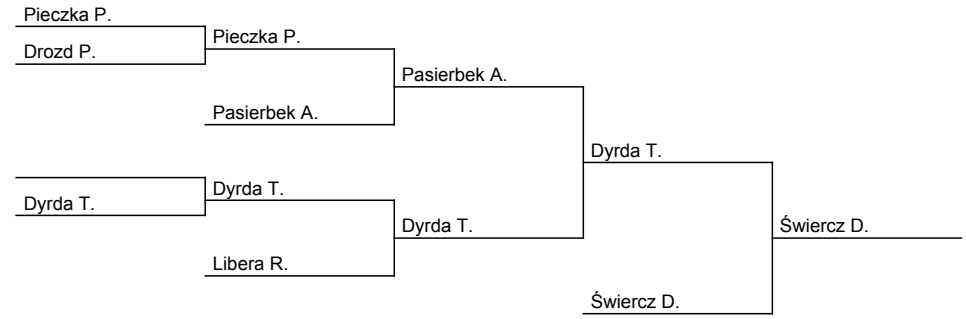 Pieczka P.
Drozd P.
Pieczka P.
Pasierbek A.
Pasierbek A.
Dyrda T.
Dyrda T.
Dyrda T.
Libera R.
Dyrda T.
Świercz D.
Świercz D.